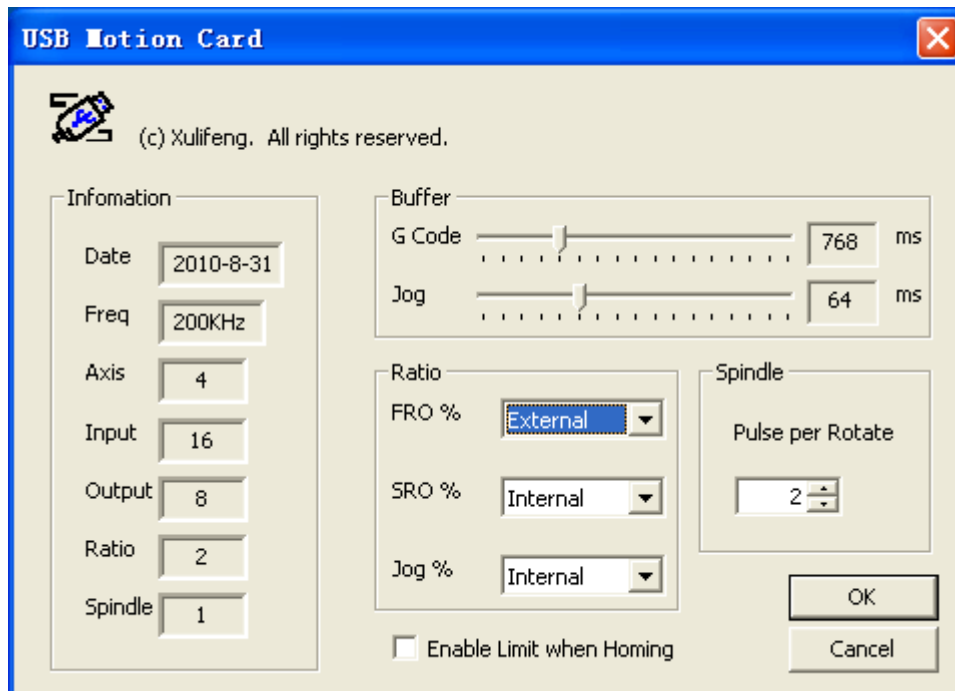 USB Motion Card
(c) Xulifeng. All rights reserved.
Infomation
Date 2010-8-31
Freq 200KHz
Axis 4
Input 16
Output 8
Ratio 2
Spindle 1
Buffer
G Code 768 ms
Jog 64 ms
Ratio
FRO % External
SRO % Internal
Jog % Internal
Spindle
Pulse per Rotate
2
Enable Limit when Homing
OK
Cancel